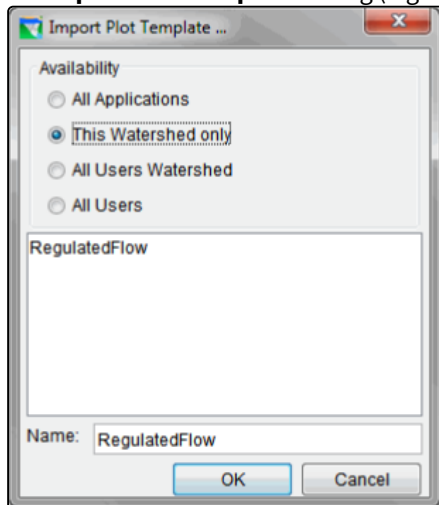 Import Plot Template ...
Availability
All Applications
This Watershed only
All Users Watershed
All Users
RegulatedFlow
Name: RegulatedFlow
OK Cancel